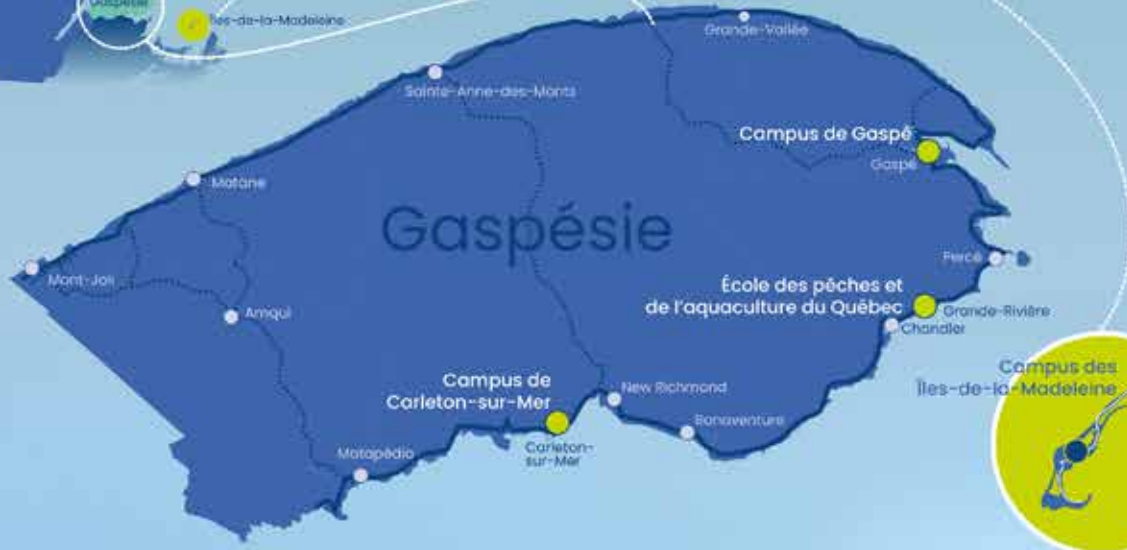 Gaspésie
Îles-de-la-Madeleine
Grande-Vallée
Sainte-Anne-des-Monts
Campus de Gaspé
Gaspé
Matane
Gaspésie
Percé
Mont-Joli
École des pêches et
de l'aquaculture du Québec
Grande-Rivière
Amqui
Chandler
Campus des
Îles-de-la-Madeleine
Campus de
Carleton-sur-Mer
New Richmond
Bonaventure
Carleton-
sur-Mer
Matapédia